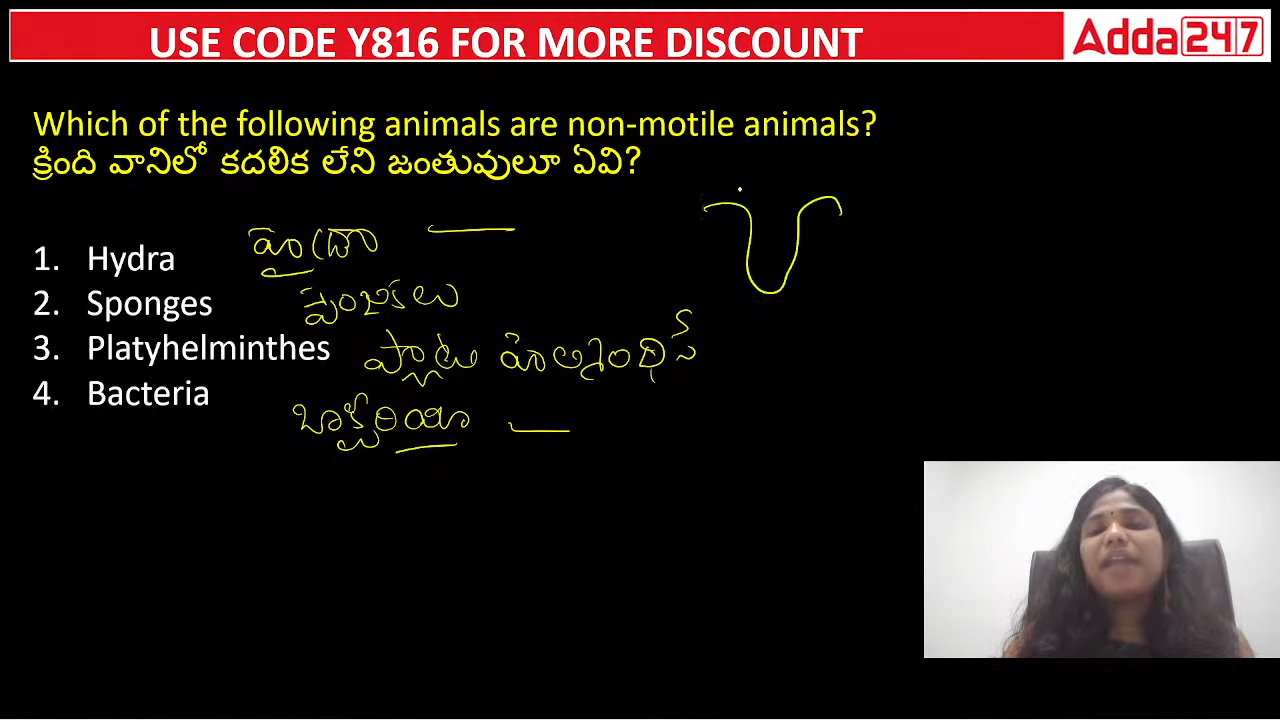 USE CODE Y816 FOR MORE DISCOUNT
Adda247
Which of the following animals are non-motile animals?
క్రింది వానిలో కదలిక లేని జంతువులూ ఏవి?
1. Hydra హైడ్రా
2. Sponges స్పంజికలు
3. Platyhelminthes ప్లాటు హెల్మింథిస్
4. Bacteria బాక్టీరియా